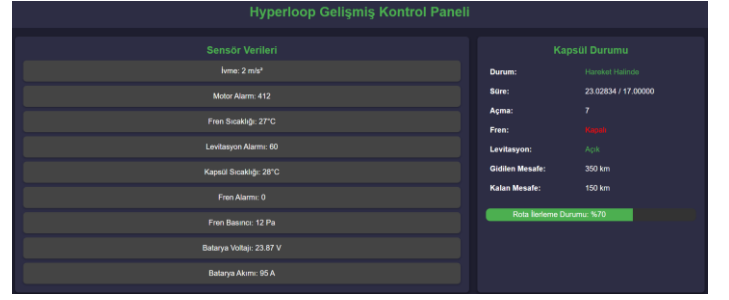 Hyperloop Gelişmiş Kontrol Paneli
Sensör Verileri
İvme: 2 m/s²
Motor Alarm: 412
Fren Sıcaklığı: 27°C
Levitasyon Alarmı: 60
Kapsül Sıcaklığı: 28°C
Fren Alarmı: 0
Fren Basıncı: 12 Pa
Batarya Voltajı: 23.87 V
Batarya Akımı: 95 A
Kapsül Durumu
Durum: Hareket Halinde
Süre: 23.02834 / 17.00000
Açma: 7
Fren: Kapalı
Levitasyon: Açık
Gidilen Mesafe: 350 km
Kalan Mesafe: 150 km
Rota İlerleme Durumu: %70